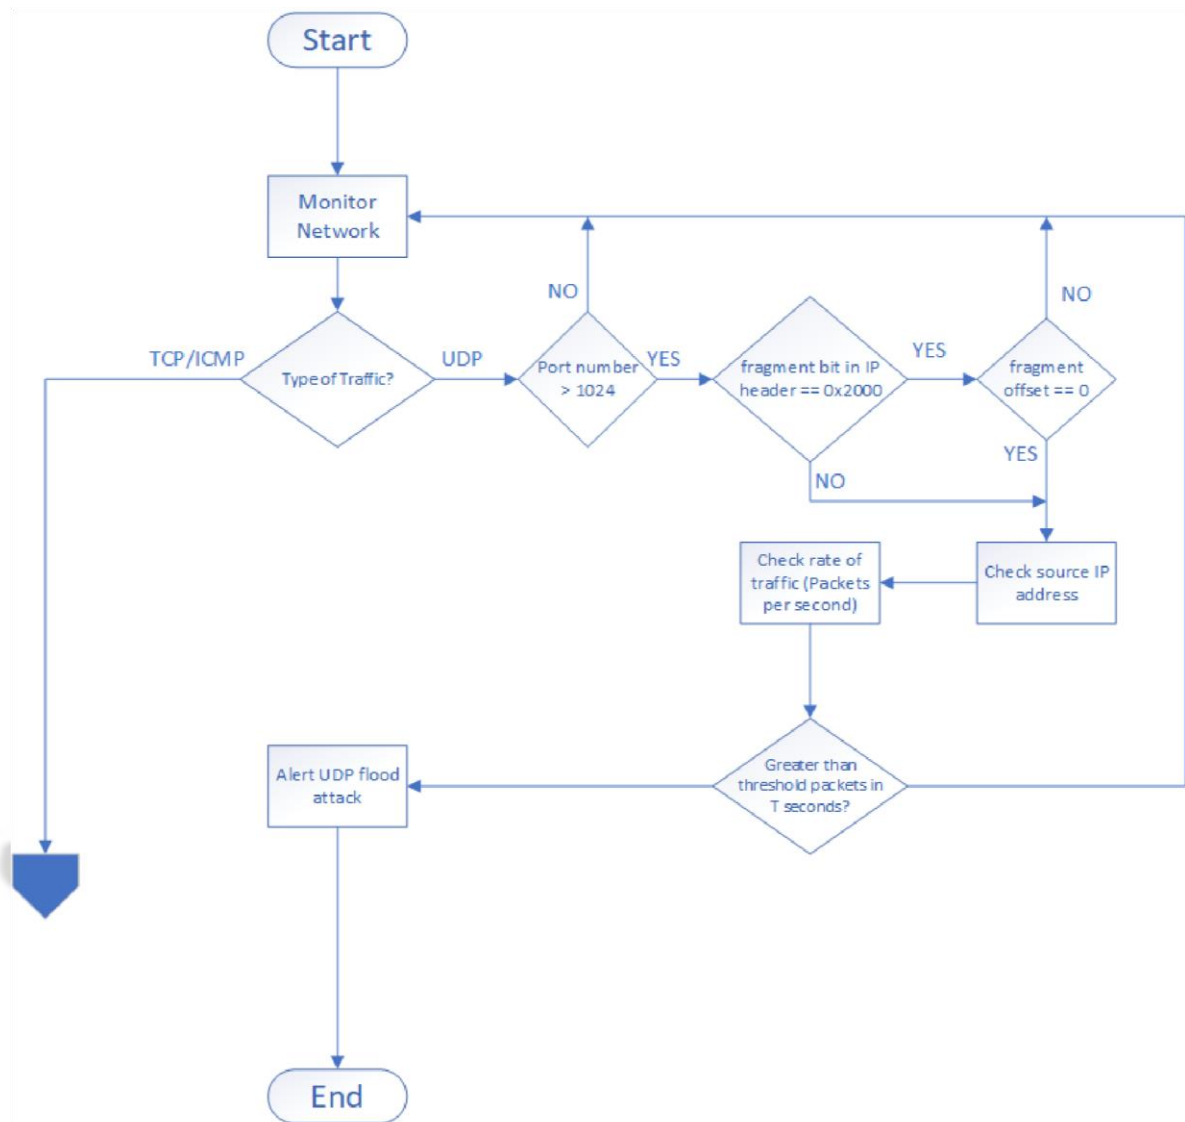 Start
Monitor
Network
NO
NO
TCP/ICMP
Type of Traffic?
UDP
Port number
> 1024
YES
fragment bit in IP
header == 0x2000
YES
fragment
offset == 0
NO
YES
Check rate of
traffic (Packets
per second)
Check source IP
address
Greater than
threshold packets in
T seconds?
Alert UDP flood
attack
End